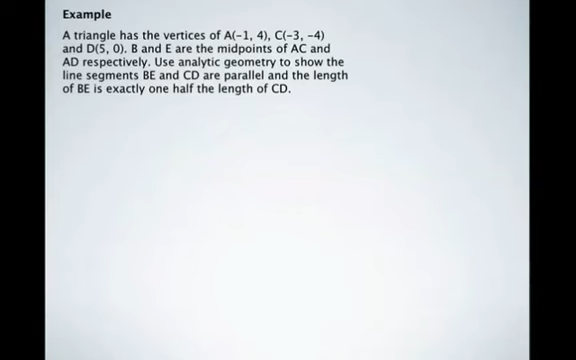 Example
A triangle has the vertices of A(-1, 4), C(-3, -4)
and D(5, 0). B and E are the midpoints of AC and
AD respectively. Use analytic geometry to show the
line segments BE and CD are parallel and the length
of BE is exactly one half the length of CD.